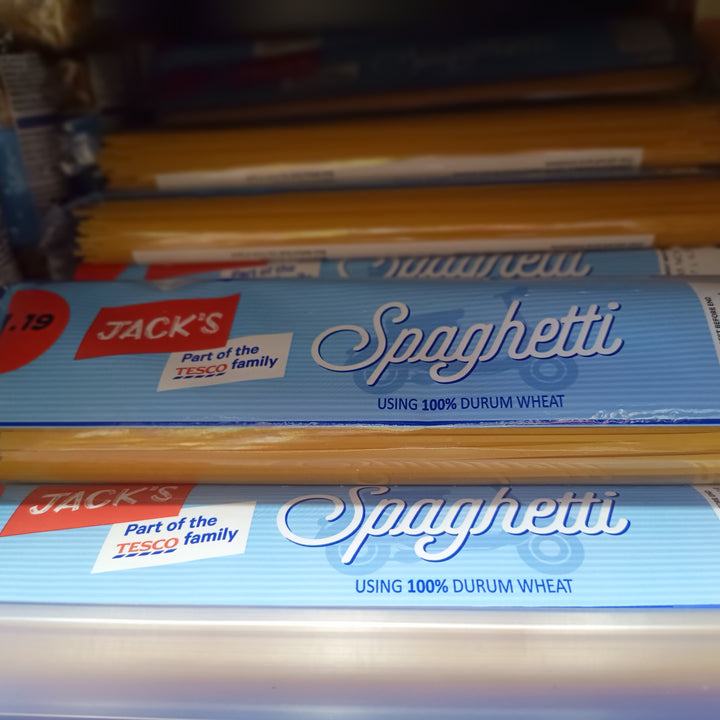 Spaghetti
.19
JACK'S
Part of the
TESCO family
Spaghetti
USING 100% DURUM WHEAT
JACK'S
Part of the
TESCO family
Spaghetti
USING 100% DURUM WHEAT